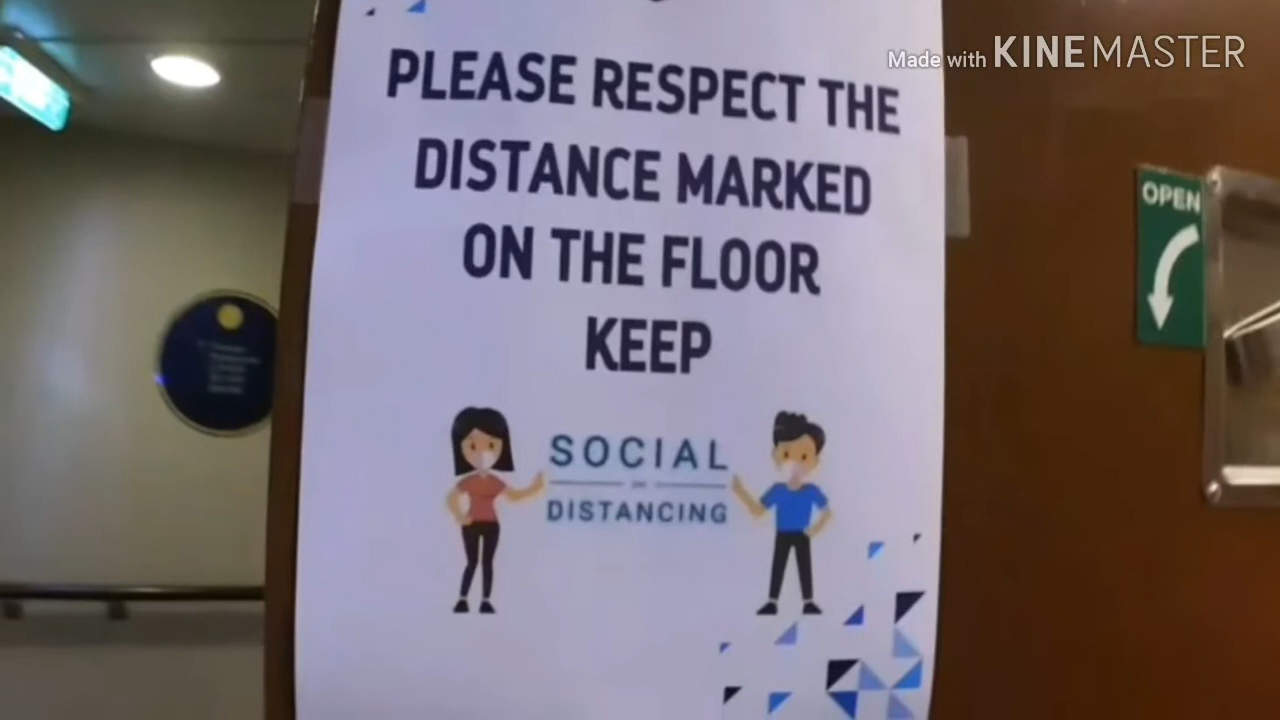 Made with KINEMASTER
PLEASE RESPECT THE
DISTANCE MARKED
ON THE FLOOR
KEEP
SOCIAL
DISTANCING
OPEN